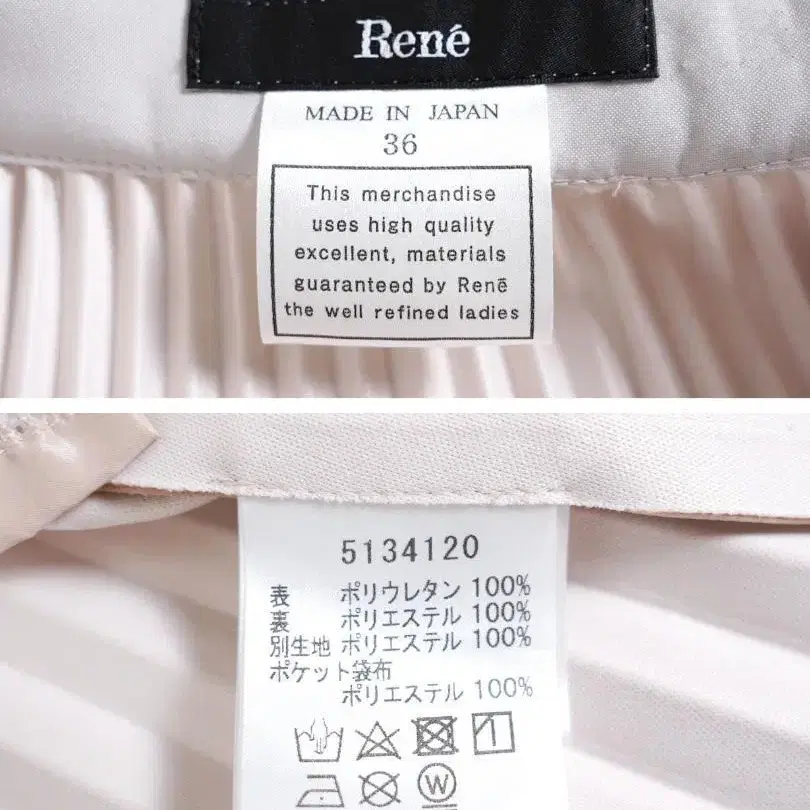 René
MADE IN JAPAN
36
This merchandise
uses high quality
excellent, materials
guaranteed by René
the well refined ladies
5134120
表 ポリウレタン 100%
裏 ポリエステル 100%
別生地 ポリエステル 100%
ポケット袋布
ポリエステル 100%
W